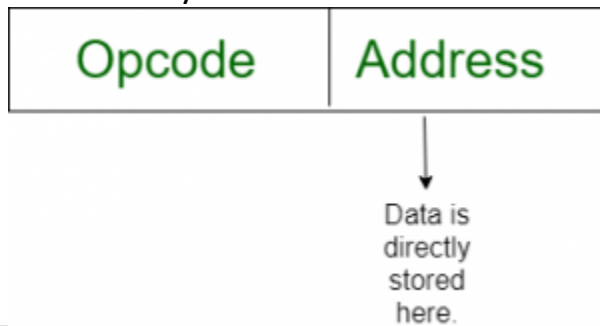 Opcode Address
Data is
directly
stored
here.